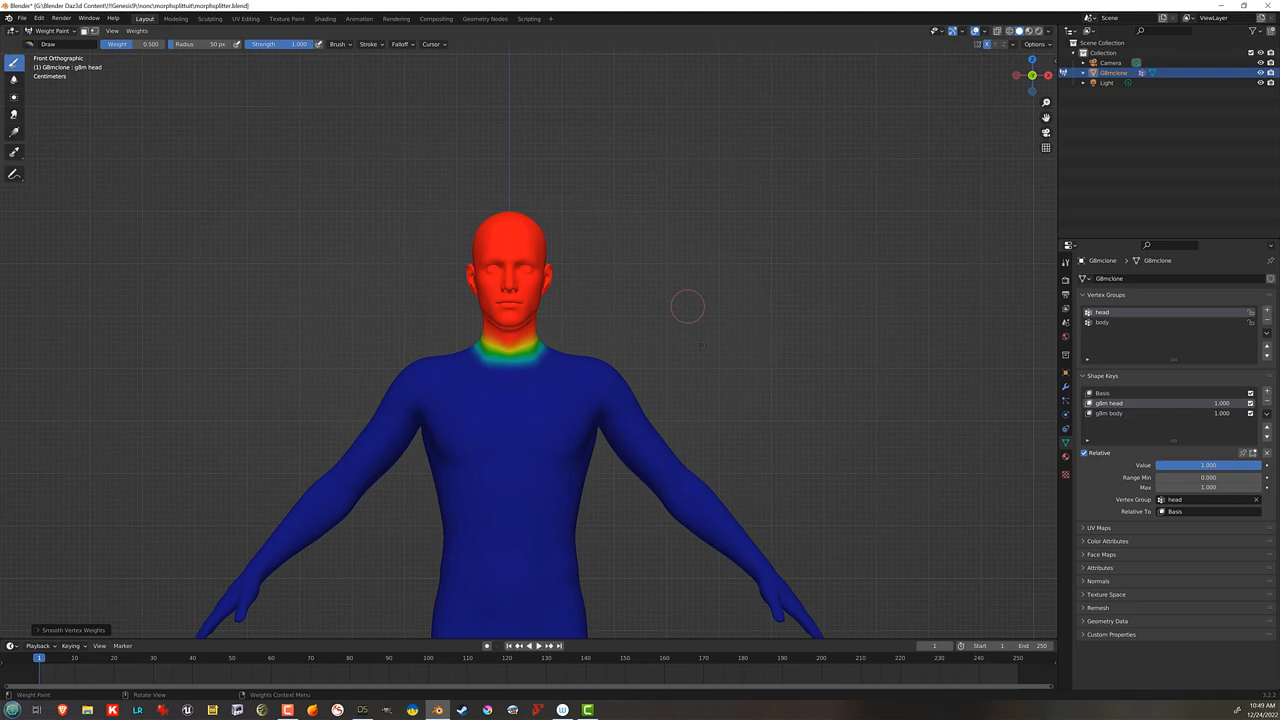 Blender* [G:\Blender Daz3d Content\!!!Genesis9\!nonc\morphsplittuit\morphsplitter.blend]
File Edit Render Window Help Layout Modeling Sculpting UV Editing Texture Paint Shading Animation Rendering Compositing Geometry Nodes Scripting + Scene ViewLayer
Weight Paint View Weights Options
Draw Weight 0.500 Radius 50 px Strength 1.000 Brush Stroke Falloff Cursor X
Front Orthographic
(1) G8mclone : g8m head
Centimeters
Z
X
Y
Scene Collection
Collection
Camera
G8mclone
Light
G8mclone > G8mclone
G8mclone
Vertex Groups
head
body
Shape Keys
Basis
g8m head 1.000
g8m body 1.000
Relative
Value 1.000
Range Min 0.000
Max 1.000
Vertex Group head
Relative To Basis
UV Maps
Color Attributes
Face Maps
Attributes
Normals
Texture Space
Remesh
Geometry Data
Custom Properties
Smooth Vertex Weights
Playback Keying View Marker 1 Start 1 End 250
1 10 20 30 40 50 60 70 80 90 100 110 120 130 140 150 160 170 180 190 200 210 220 230 240 250
Weight Paint Rotate View Weights Context Menu 3.2.2
K LR DS 10:49 AM
12/24/2022